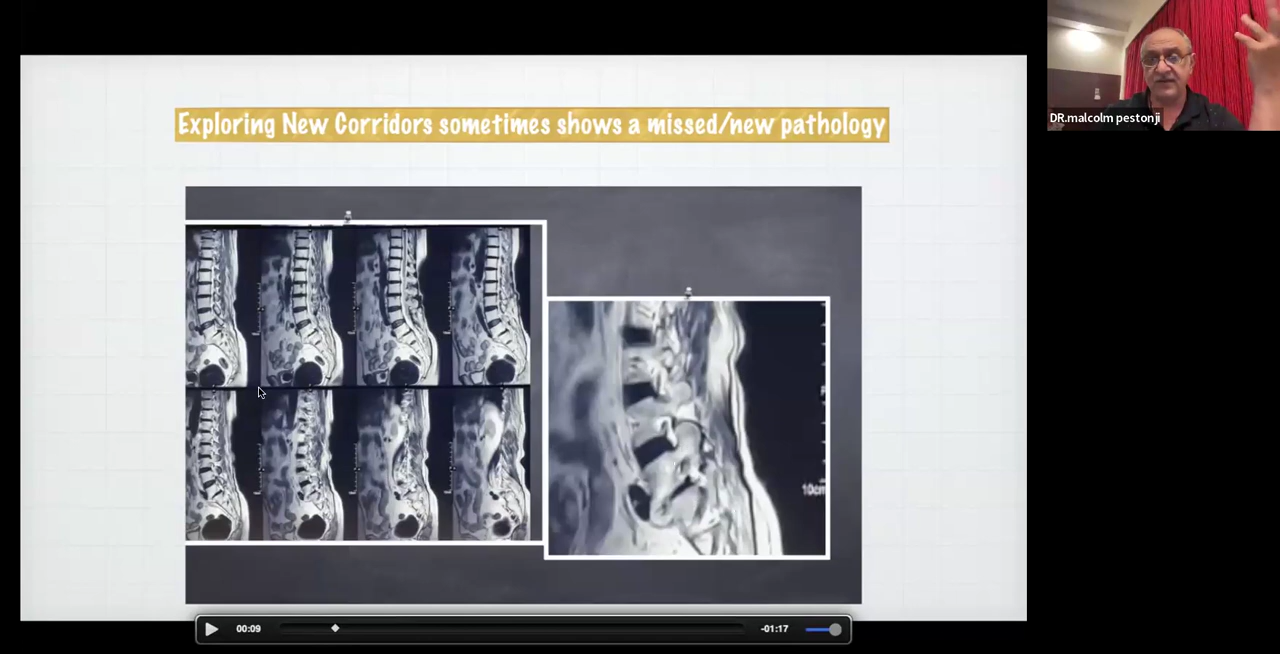 Exploring New Corridors sometimes shows a missed/new pathology
DR.malcolm pestonji
10cm
00:09
-01:17